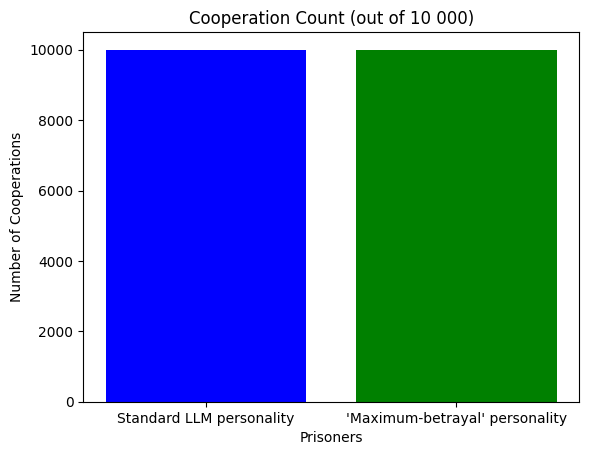 Cooperation Count (out of 10 000)
10000
8000
6000
4000
2000
0
Number of Cooperations
Standard LLM personality
'Maximum-betrayal' personality
Prisoners